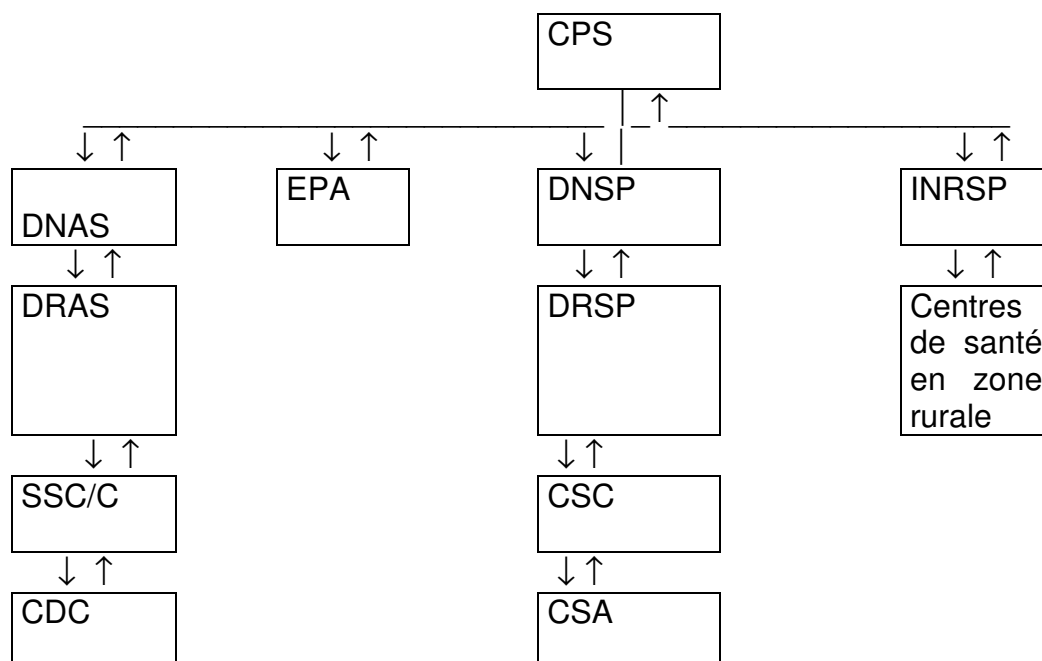 CPS
DNAS
EPA
DNSP
INRSP
DRAS
DRSP
Centres
de santé
en zone
rurale
SSC/C
CSC
CDC
CSA